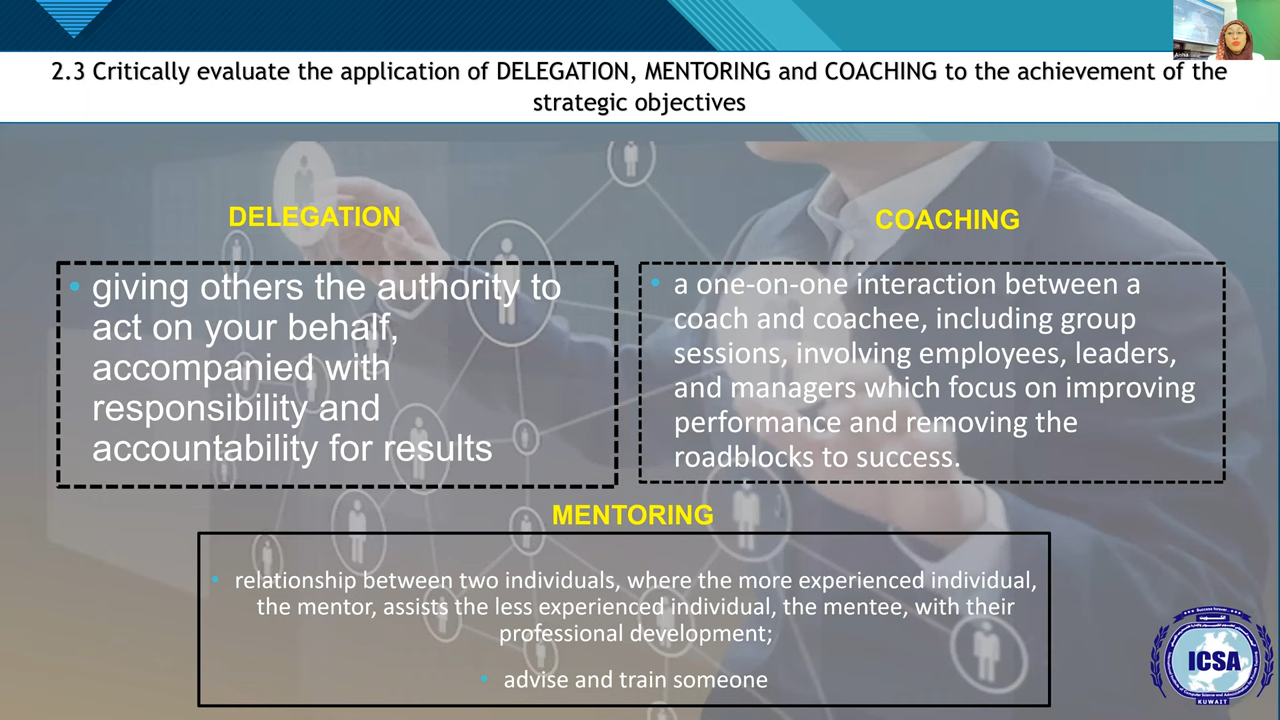 2.3 Critically evaluate the application of DELEGATION, MENTORING and COACHING to the achievement of the
strategic objectives
DELEGATION
• giving others the authority to
act on your behalf,
accompanied with
responsibility and
accountability for results
COACHING
• a one-on-one interaction between a
coach and coachee, including group
sessions, involving employees, leaders,
and managers which focus on improving
performance and removing the
roadblocks to success.
MENTORING
• relationship between two individuals, where the more experienced individual,
the mentor, assists the less experienced individual, the mentee, with their
professional development;
• advise and train someone
ICSA
KUWAIT